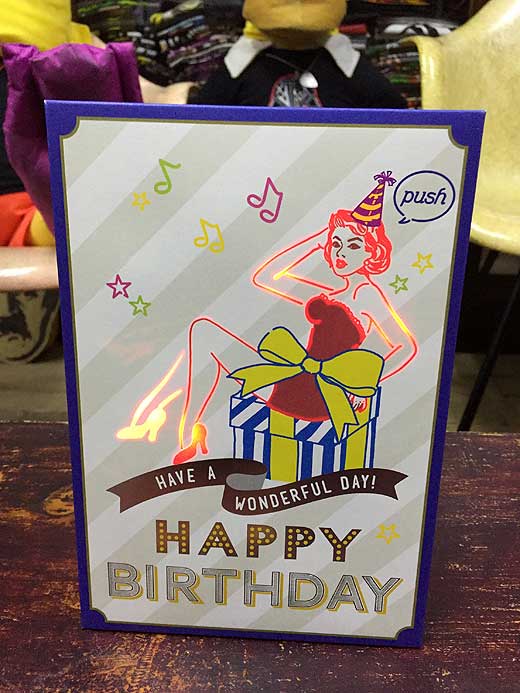 push
HAVE A
WONDERFUL DAY!
HAPPY
BIRTHDAY